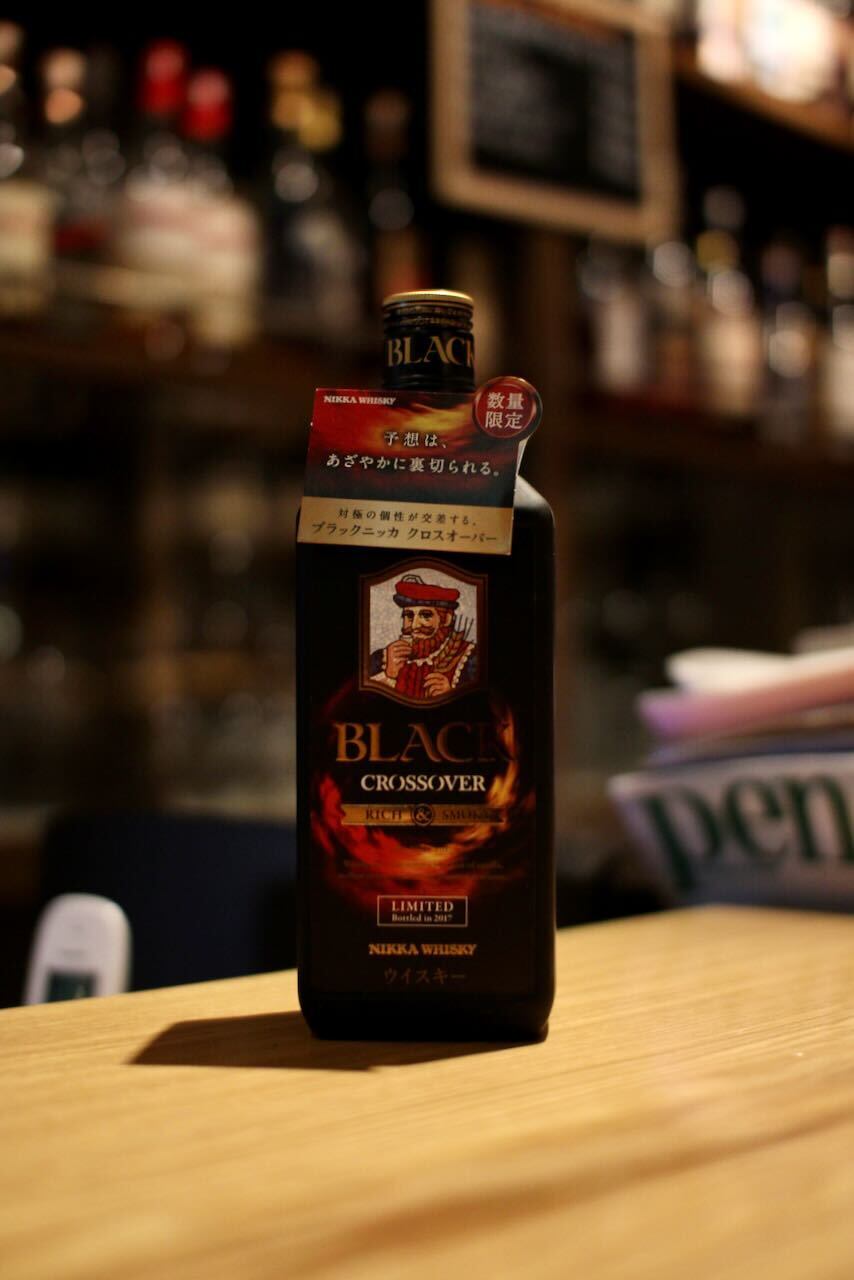 BLACK
NIKKA WHISKY
数量
限定
予想は、
あざやかに裏切られる。
対極の個性が交差する、
ブラックニッカ クロスオーバー
BLACK
CROSSOVER
RICH & SMOKY
LIMITED
Bottled in 2017
NIKKA WHISKY
ウイスキー
pen